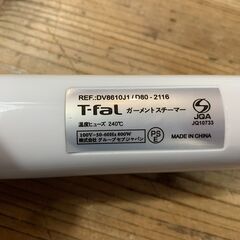 REF.:DV8610J1 / D80 - 2116
T-fal ガーメントスチーマー
温度ヒューズ 240℃
100V~50-60Hz 800W
株式会社 グループセブジャパン
PS
E
JQA
JQ10733
MADE IN CHINA